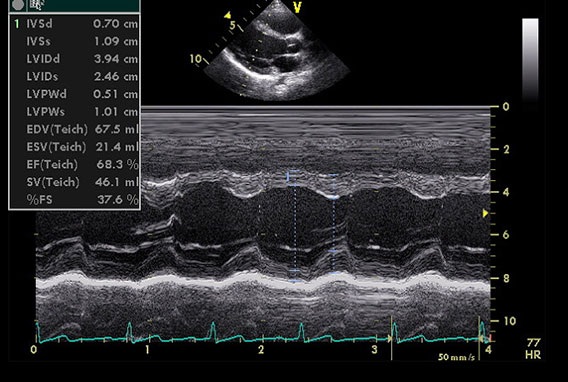 1 IVSd 0.70 cm
IVSs 1.09 cm
LVIDd 3.94 cm
LVIDs 2.46 cm
LVPWd 0.51 cm
LVPWs 1.01 cm
EDV(Teich) 67.5 ml
ESV(Teich) 21.4 ml
EF(Teich) 68.3 %
SV(Teich) 46.1 ml
%FS 37.6 %
V
5
10
0
2
4
6
8
10
0 1 2 3 4
50 mm/s
77
HR